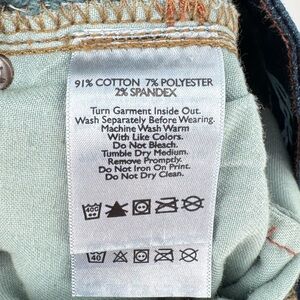 91% COTTON 7% POLYESTER
2% SPANDEX
Turn Garment Inside Out.
Wash Separately Before Wearing.
Machine Wash Warm
With Like Colors.
Do Not Bleach.
Tumble Dry Medium.
Remove Promptly.
Do Not Iron On Print.
Do Not Dry Clean.
40